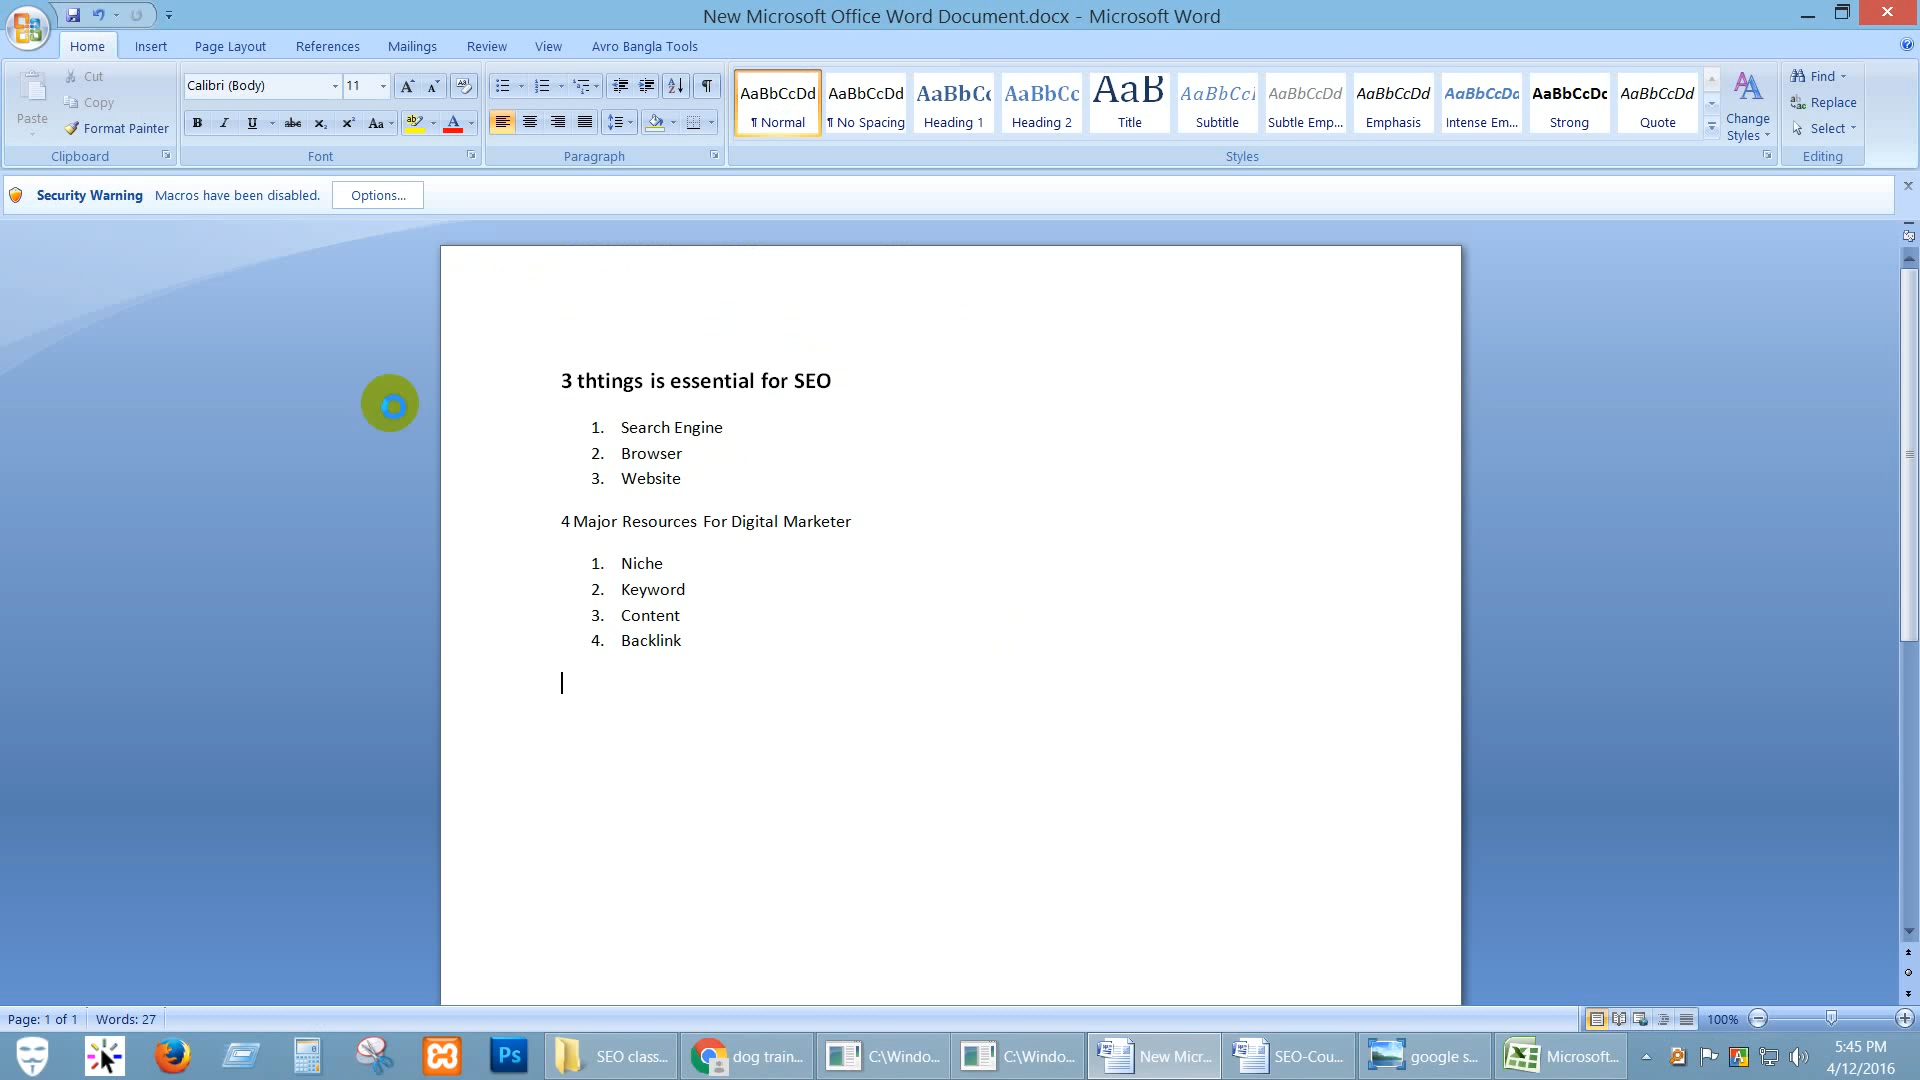 New Microsoft Office Word Document.docx - Microsoft Word
Home Insert Page Layout References Mailings Review View Avro Bangla Tools
Paste
Cut
Copy
Format Painter
Clipboard
Calibri (Body) 11
B I U abc x₂ x² Aa
Font
Paragraph
AaBbCcDd AaBbCcDd AaBbCc AaBbCc AaB AaBbCcI AaBbCcDd AaBbCcDd AaBbCcDd AaBbCcDc AaBbCcDd
¶ Normal ¶ No Spacing Heading 1 Heading 2 Title Subtitle Subtle Emp... Emphasis Intense Em... Strong Quote
Change Styles
Styles
Find
Replace
Select
Editing
Security Warning Macros have been disabled. Options...
3 thtings is essential for SEO
1. Search Engine
2. Browser
3. Website
4 Major Resources For Digital Marketer
1. Niche
2. Keyword
3. Content
4. Backlink
Page: 1 of 1 Words: 27 100%
Ps SEO class... dog train... C:\Windo... C:\Windo... New Micr... SEO-Cou... google s... Microsoft...
5:45 PM
4/12/2016